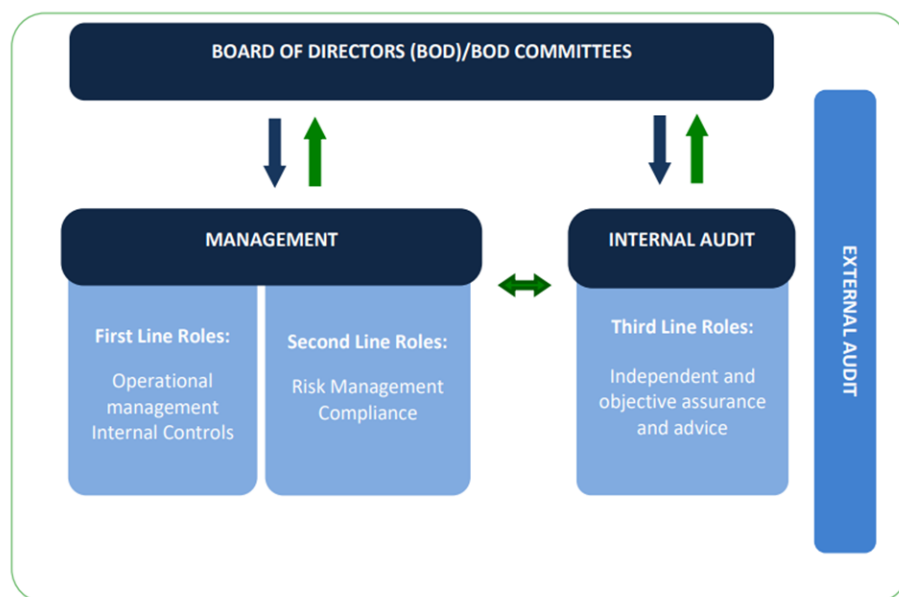 BOARD OF DIRECTORS (BOD)/BOD COMMITTEES
MANAGEMENT
First Line Roles:
Operational
management
Internal Controls
Second Line Roles:
Risk Management
Compliance
INTERNAL AUDIT
Third Line Roles:
Independent and
objective assurance
and advice
EXTERNAL AUDIT